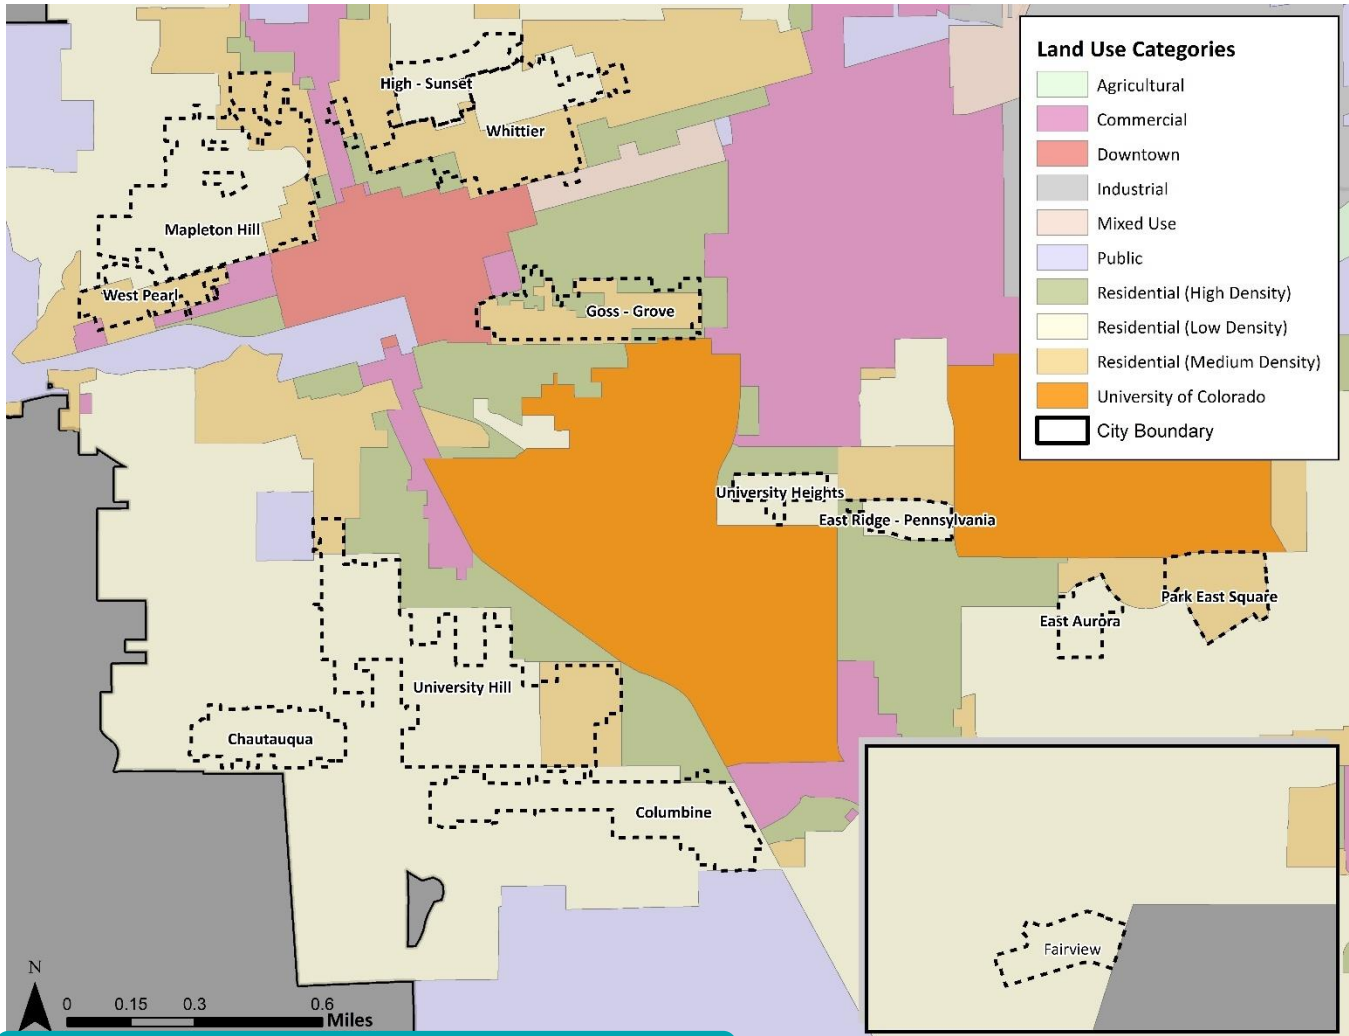 High - Sunset
Whittier
Mapleton Hill
West Pearl
Goss - Grove
University Heights
East Ridge - Pennsylvania
Park East Square
East Aurora
University Hill
Chautauqua
Columbine
Fairview
Land Use Categories
Agricultural
Commercial
Downtown
Industrial
Mixed Use
Public
Residential (High Density)
Residential (Low Density)
Residential (Medium Density)
University of Colorado
City Boundary
N
0 0.15 0.3 0.6
Miles